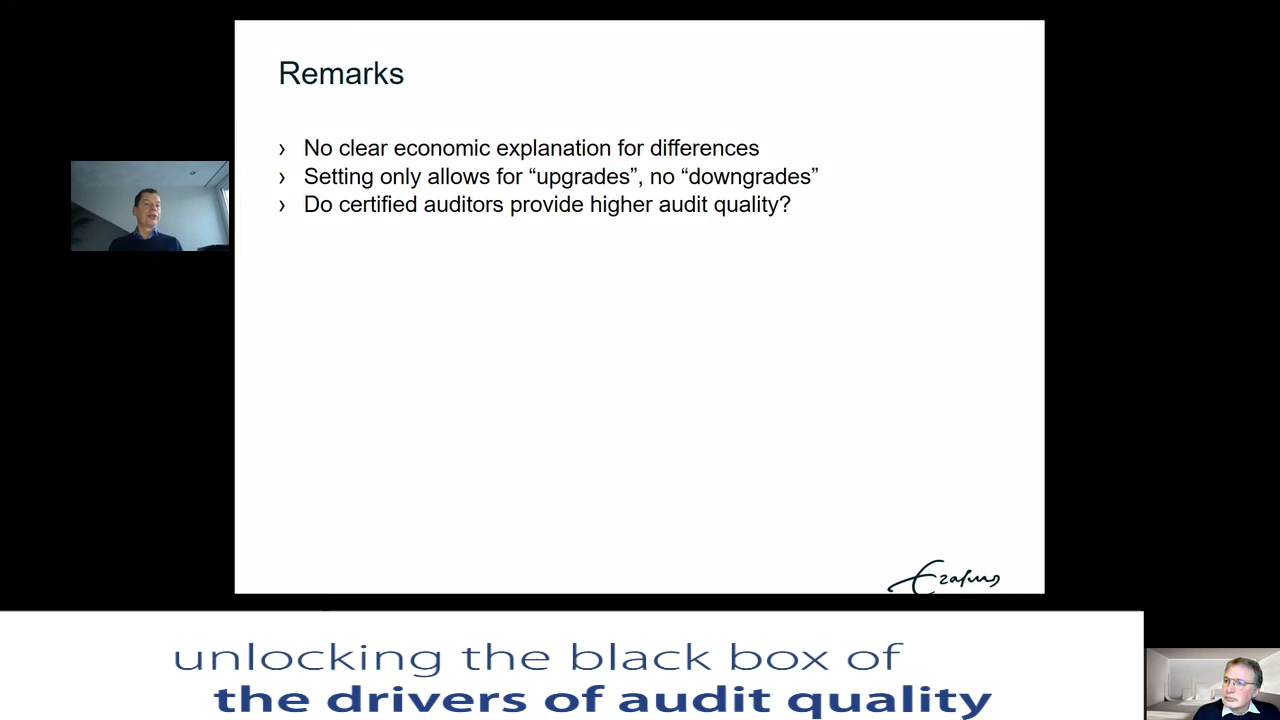 Remarks
› No clear economic explanation for differences
› Setting only allows for “upgrades”, no “downgrades”
› Do certified auditors provide higher audit quality?
Erasmus
unlocking the black box of
the drivers of audit quality